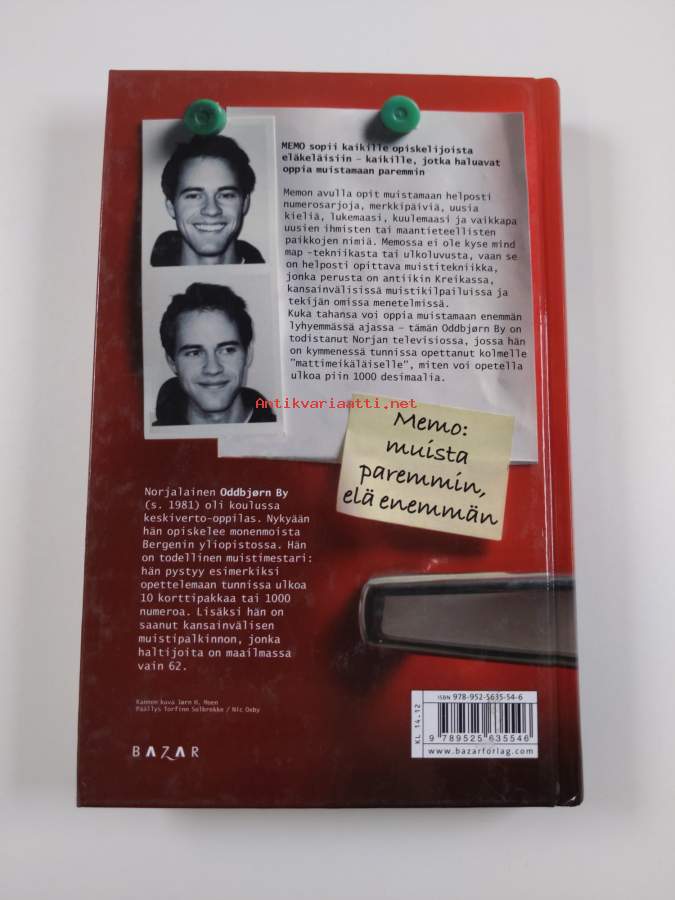 MEMO sopii kaikille opiskelijoista
eläkeläisiin – kaikille, jotka haluavat
oppia muistamaan paremmin
Memon avulla opit muistamaan helposti
numerosarjoja, merkkipäiviä, uusia
kieliä, lukemaasi, kuulemaasi ja vaikkapa
uusien ihmisten tai maantieteellisten
paikkojen nimiä. Memossa ei ole kyse mind
map -tekniikasta tai ulkoluvusta, vaan se
on helposti opittava muistitekniikka,
jonka perusta on antiikin Kreikassa,
kansainvälisissä muistikilpailuissa ja
tekijän omissa menetelmissä.
Kuka tahansa voi oppia muistamaan enemmän
lyhyemmässä ajassa – tämän Oddbjørn By on
todistanut Norjan televisiossa, jossa hän
on kymmenessä tunnissa opettanut kolmelle
"mattimeikäläiselle", miten voi opetella
ulkoa piin 1000 desimaalia.
Antikvariaatti.net
Memo:
muista
paremmin,
elä enemmän
Norjalainen Oddbjørn By
(s. 1981) oli koulussa
keskiverto-oppilas. Nykyään
hän opiskelee monenmoista
Bergenin yliopistossa. Hän
on todellinen muistimestari:
hän pystyy esimerkiksi
opettelemaan tunnissa ulkoa
10 korttipakkaa tai 1000
numeroa. Lisäksi hän on
saanut kansainvälisen
muistipalkinnon, jonka
haltijoita on maailmassa
vain 62.
Kannen kuva Jørn H. Moen
Päällys Torfinn Solbrekke / Nic Oxby
BAZAR
ISBN 978-952-5635-54-6
KL 14.12
9 789525 635546
www.bazarforlag.com